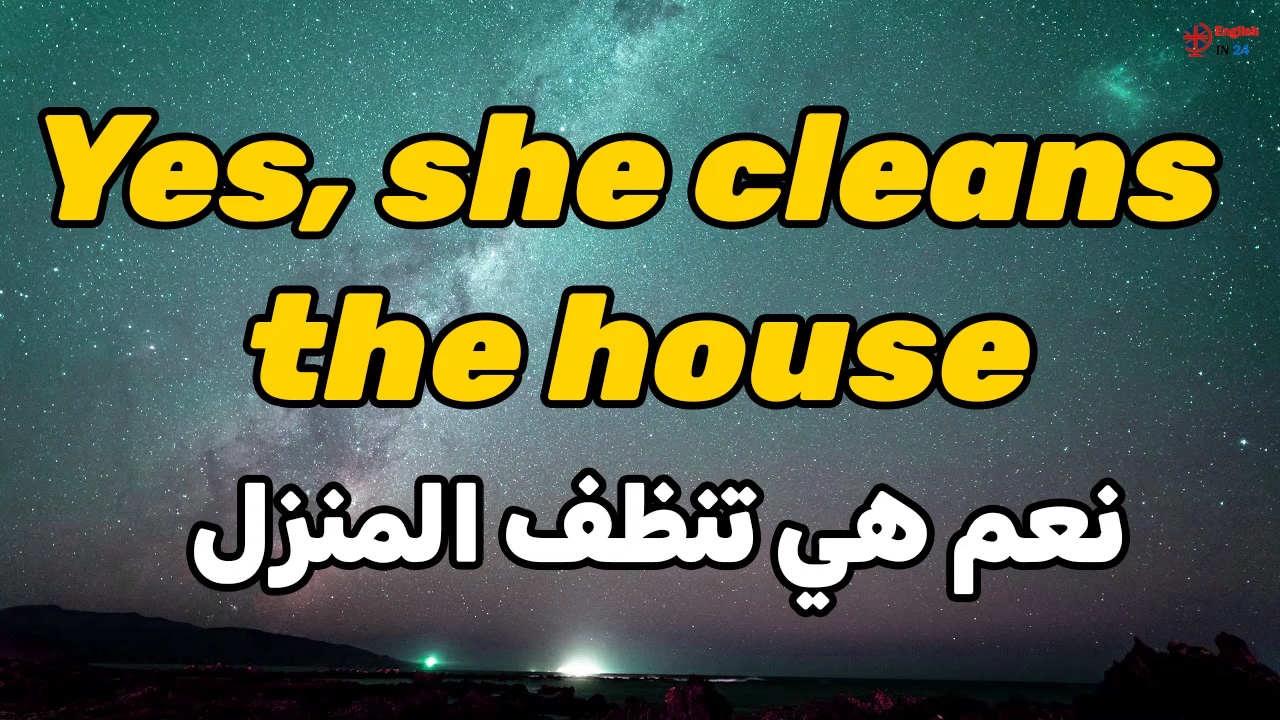 English
IN 24
Yes, she cleans
the house
نعم هي تنظف المنزل